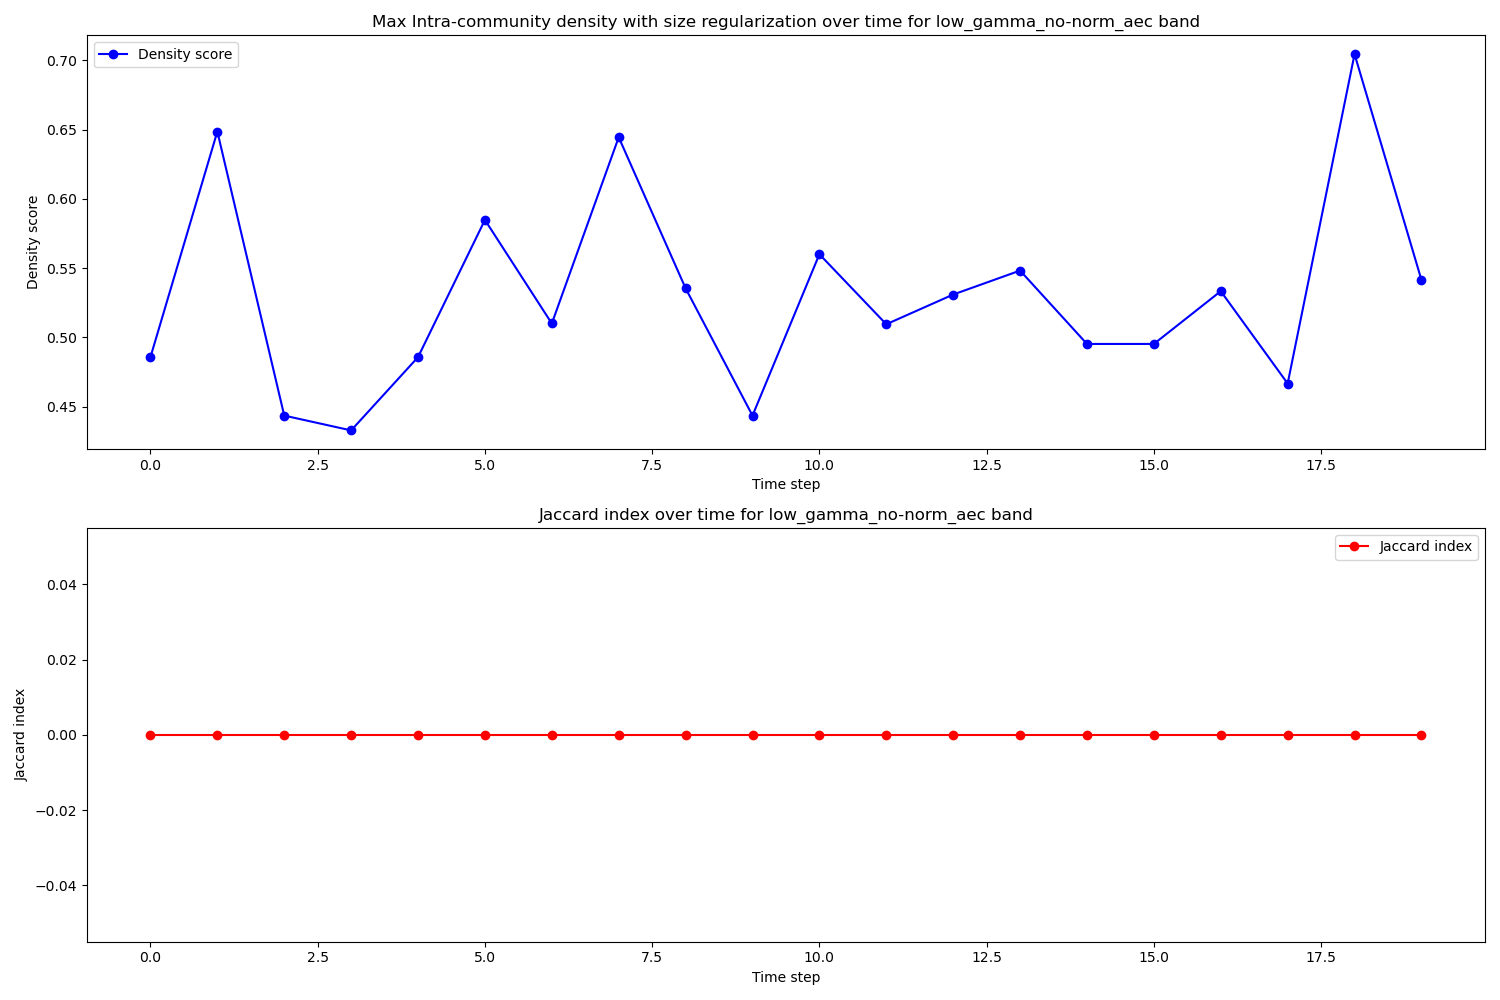 Max Intra-community density with size regularization over time for low_gamma_no-norm_aec band
Density score
0.70
0.65
0.60
0.55
0.50
0.45
Density score
0.0 2.5 5.0 7.5 10.0 12.5 15.0 17.5
Time step
Jaccard index over time for low_gamma_no-norm_aec band
Jaccard index
0.04
0.02
0.00
−0.02
−0.04
Jaccard index
0.0 2.5 5.0 7.5 10.0 12.5 15.0 17.5
Time step